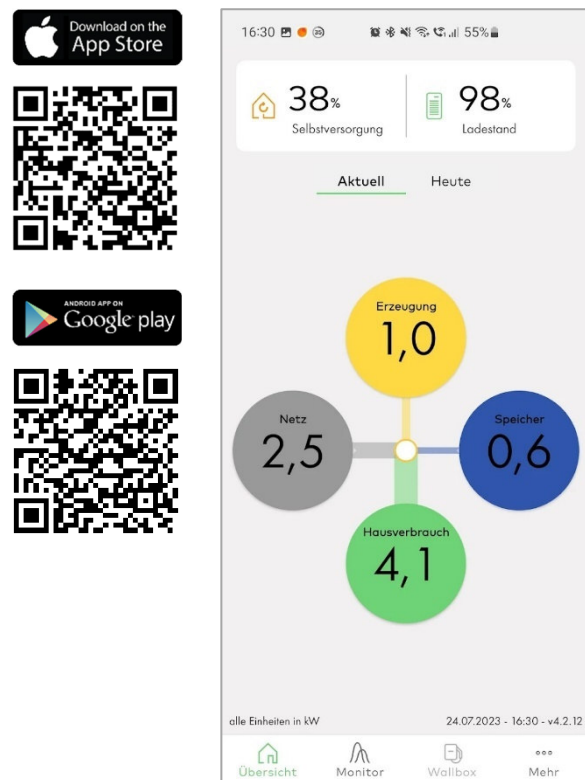 Download on the
App Store
ANDROID APP ON
Google play
16:30 55%
38%
Selbstversorgung
98%
Ladestand
Aktuell Heute
Erzeugung
1,0
Netz
2,5
Speicher
0,6
Hausverbrauch
4,1
alle Einheiten in kW 24.07.2023 - 16:30 - v4.2.12
Übersicht Monitor Wallbox Mehr